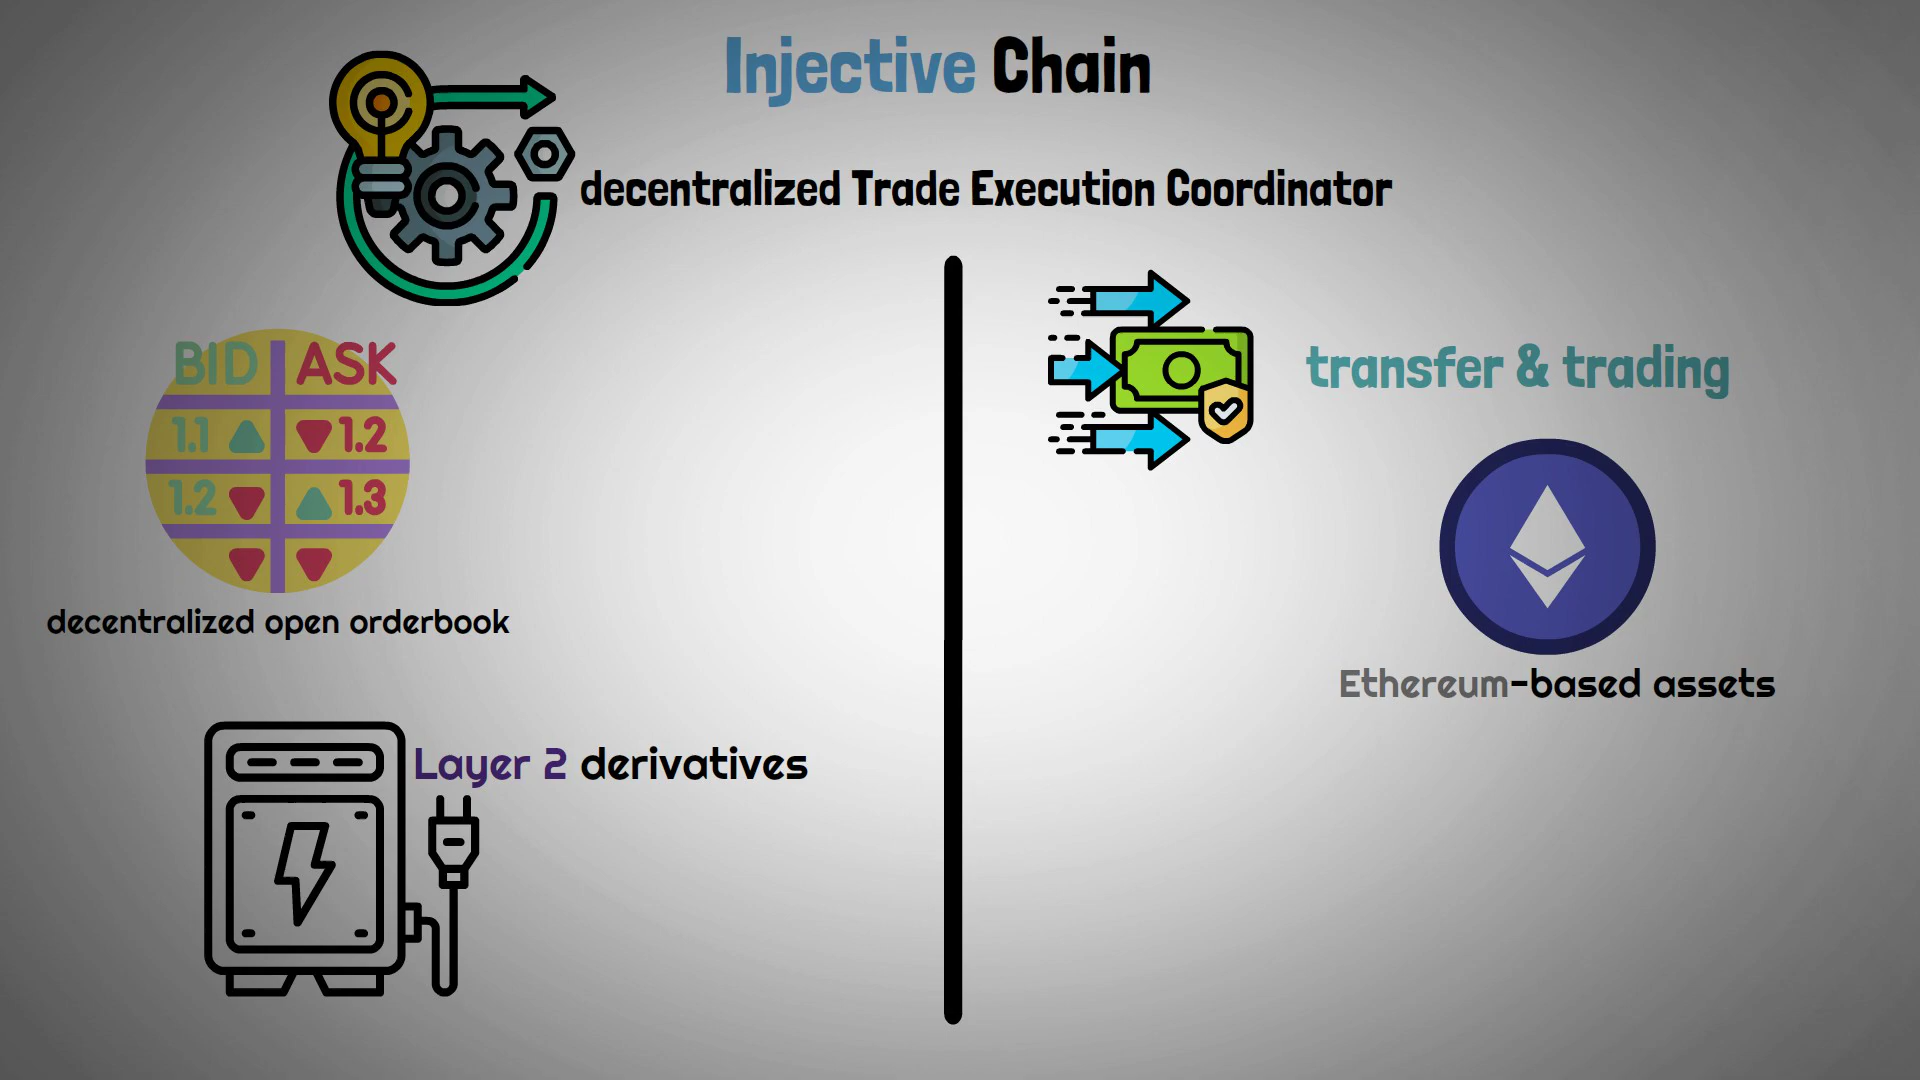 Injective Chain
decentralized Trade Execution Coordinator
BID ASK
1.1 1.2
1.2 1.3
decentralized open orderbook
Layer 2 derivatives
transfer & trading
Ethereum-based assets